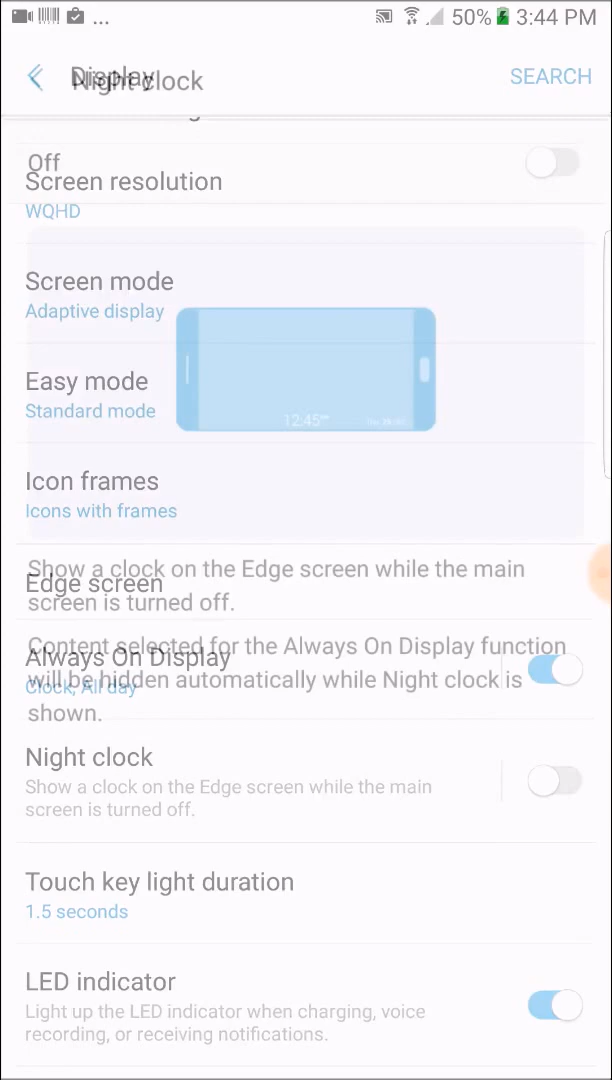 ... 50% 3:44 PM
Display
Night clock
SEARCH
Off
Screen resolution
WQHD
Screen mode
Adaptive display
12:45
Easy mode
Standard mode
Icon frames
Icons with frames
Show a clock on the Edge screen while the main
screen is turned off.
Edge screen
Content selected for the Always On Display function
will be hidden automatically while Night clock is
shown.
Always On Display
Clock, All day
Night clock
Show a clock on the Edge screen while the main
screen is turned off.
Touch key light duration
1.5 seconds
LED indicator
Light up the LED indicator when charging, voice
recording, or receiving notifications.